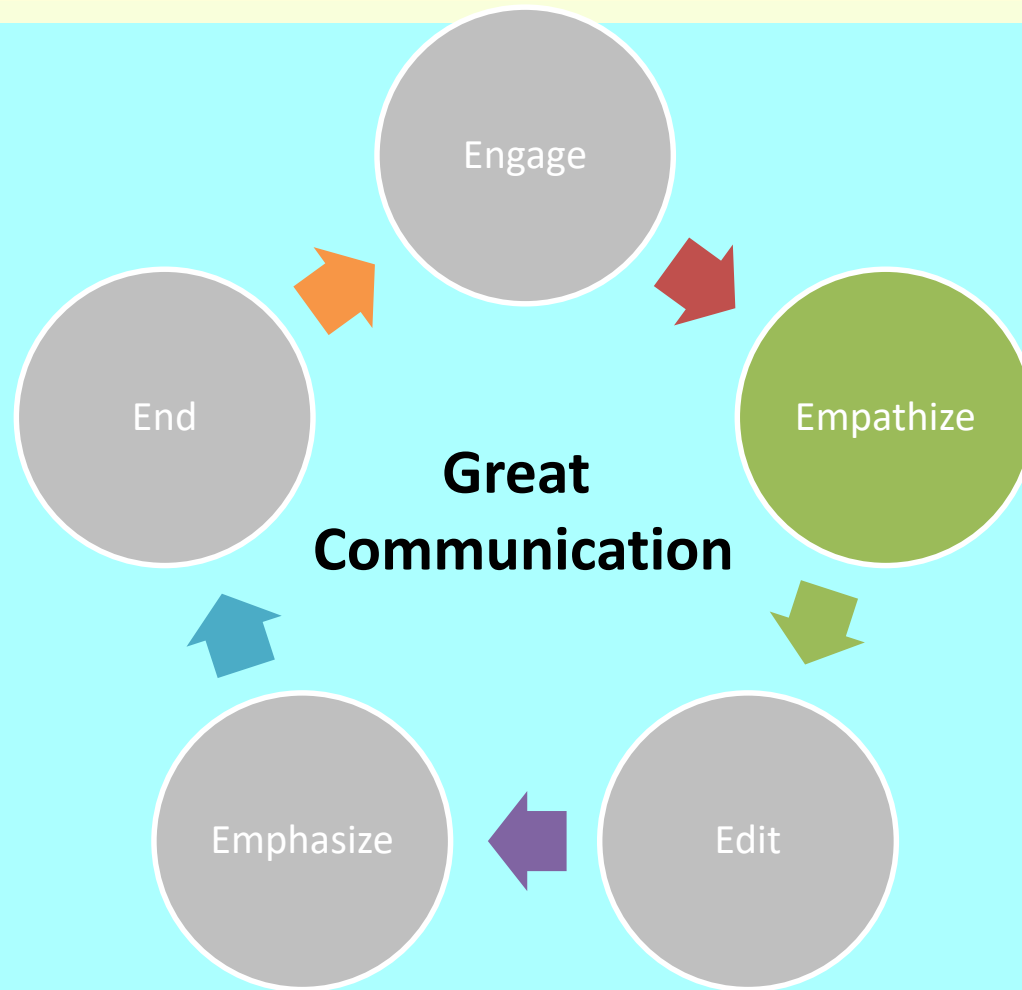 Engage
Empathize
Edit
Emphasize
End
Great
Communication